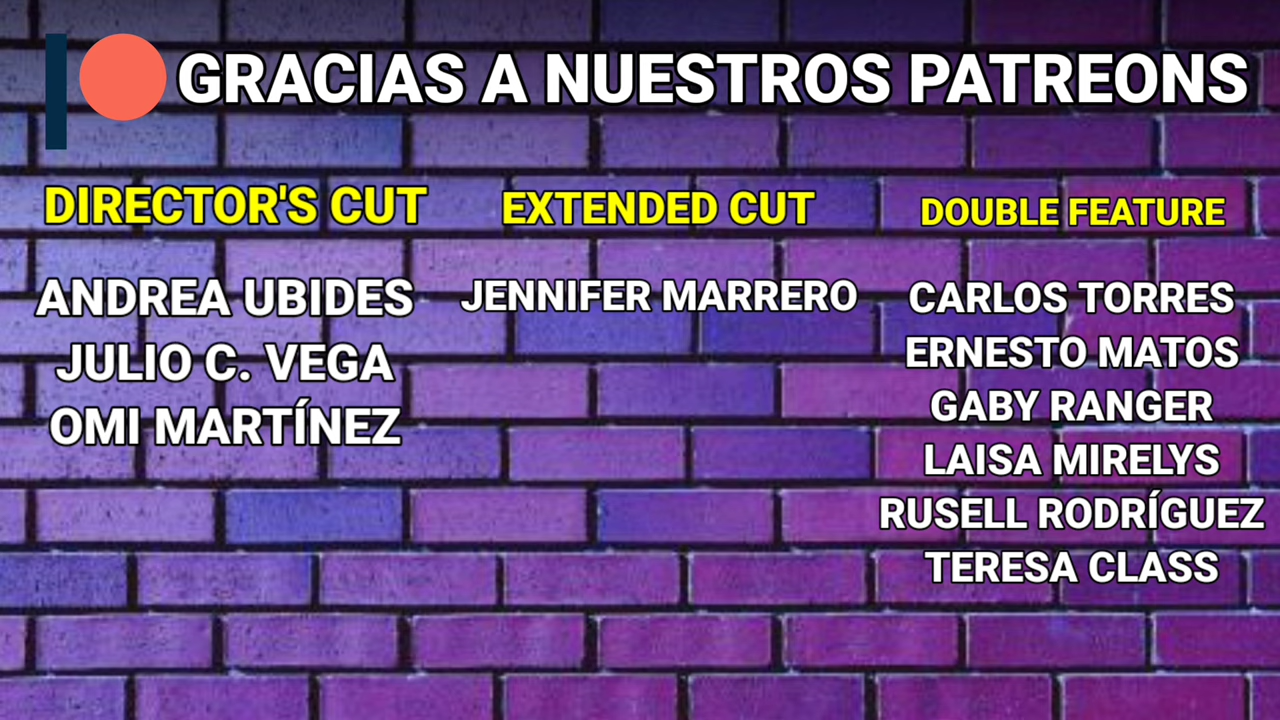 GRACIAS A NUESTROS PATREONS
DIRECTOR'S CUT
ANDREA UBIDES
JULIO C. VEGA
OMI MARTÍNEZ
EXTENDED CUT
JENNIFER MARRERO
DOUBLE FEATURE
CARLOS TORRES
ERNESTO MATOS
GABY RANGER
LAISA MIRELYS
RUSELL RODRÍGUEZ
TERESA CLASS